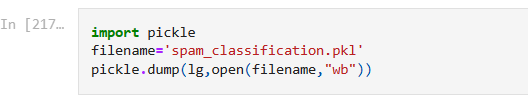 In [217…
import pickle
filename='spam_classification.pkl'
pickle.dump(lg,open(filename,"wb"))